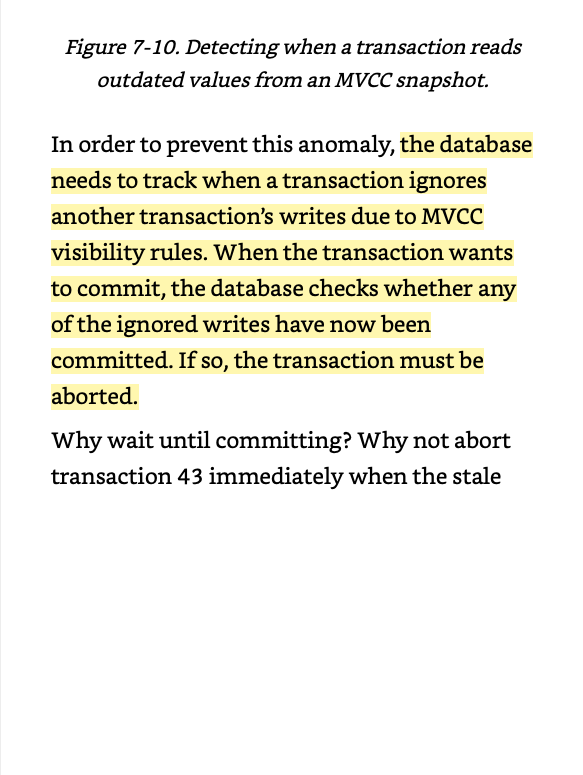 Figure 7-10. Detecting when a transaction reads
outdated values from an MVCC snapshot.
In order to prevent this anomaly, the database
needs to track when a transaction ignores
another transaction’s writes due to MVCC
visibility rules. When the transaction wants
to commit, the database checks whether any
of the ignored writes have now been
committed. If so, the transaction must be
aborted.
Why wait until committing? Why not abort
transaction 43 immediately when the stale